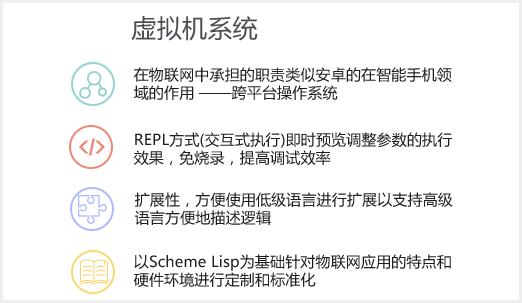 虚拟机系统
在物联网中承担的职责类似安卓的在智能手机领
域的作用 ——跨平台操作系统
REPL方式(交互式执行)即时预览调整参数的执行
效果，免烧录，提高调试效率
扩展性，方便使用低级语言进行扩展以支持高级
语言方便地描述逻辑
以Scheme Lisp为基础针对物联网应用的特点和
硬件环境进行定制和标准化